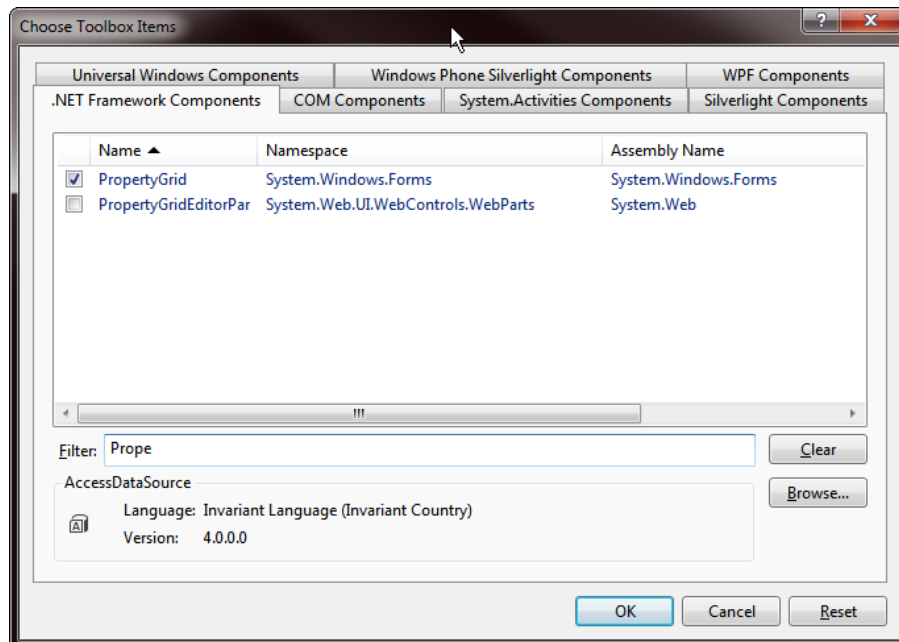 Choose Toolbox Items
Universal Windows Components Windows Phone Silverlight Components WPF Components
.NET Framework Components COM Components System.Activities Components Silverlight Components
Name Namespace Assembly Name
PropertyGrid System.Windows.Forms System.Windows.Forms
PropertyGridEditorPar System.Web.UI.WebControls.WebParts System.Web
Filter: Prope Clear
AccessDataSource
Browse...
Language: Invariant Language (Invariant Country)
Version: 4.0.0.0
OK Cancel Reset